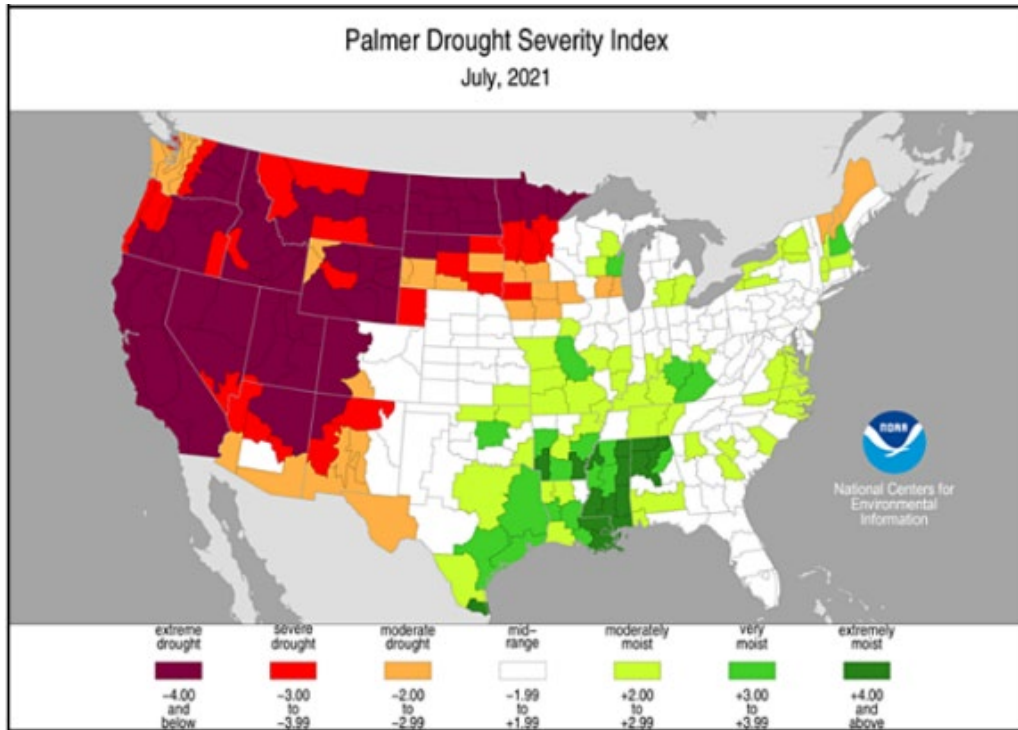 Palmer Drought Severity Index
July, 2021
NOAA
National Centers for
Environmental
Information
extreme
drought
severe
drought
moderate
drought
mid-
range
moderately
moist
very
moist
extremely
moist
-4.00
and
below
-3.00
to
-3.99
-2.00
to
-2.99
-1.99
to
+1.99
+2.00
to
+2.99
+3.00
to
+3.99
+4.00
and
above